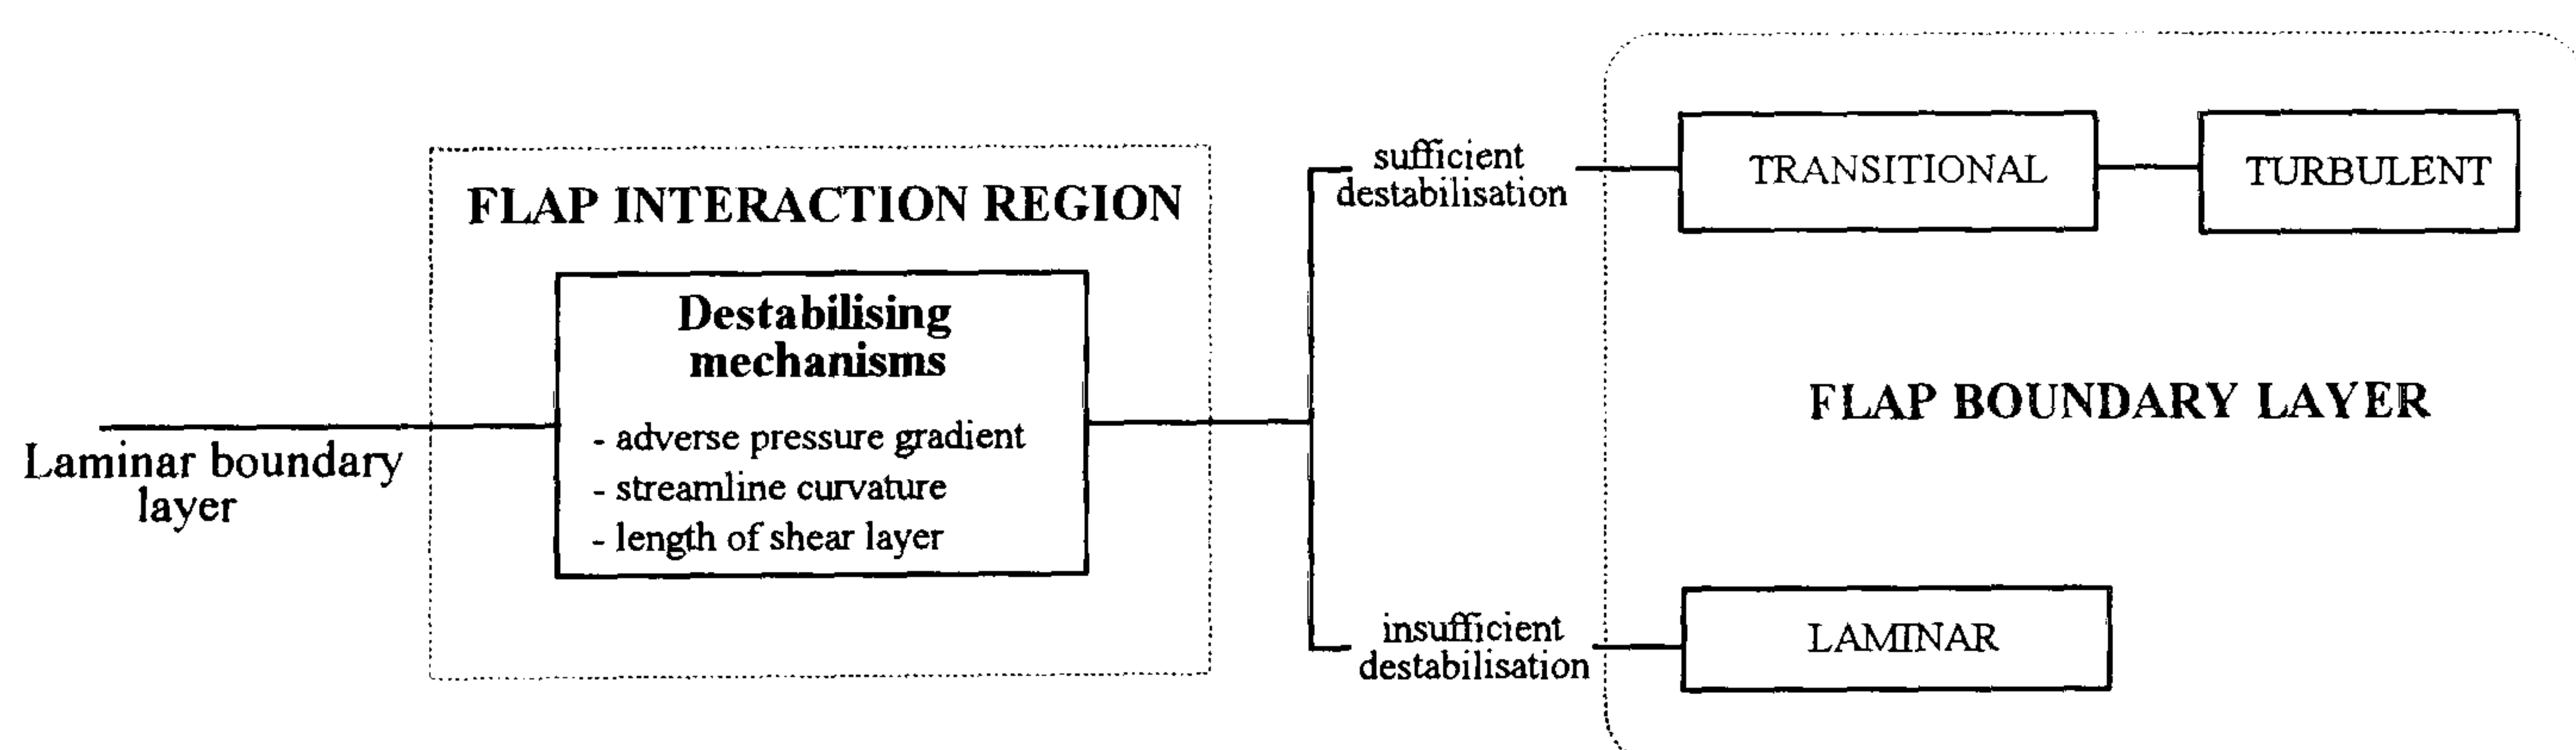 Laminar boundary
layer
FLAP INTERACTION REGION
Destabilising
mechanisms
- adverse pressure gradient
- streamline curvature
- length of shear layer
sufficient
destabilisation
insufficient
destabilisation
TRANSITIONAL
TURBULENT
FLAP BOUNDARY LAYER
LAMINAR